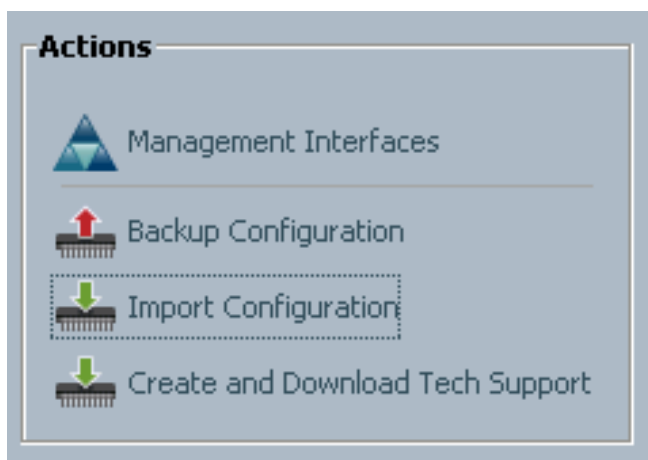 Actions
Management Interfaces
Backup Configuration
Import Configuration
Create and Download Tech Support